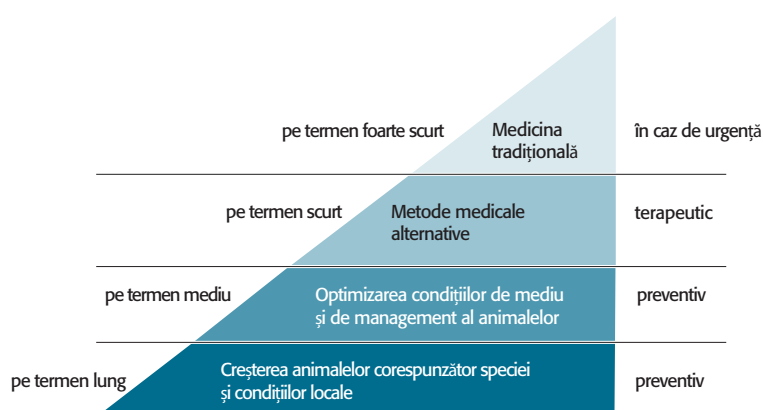 pe termen foarte scurt
Medicina
tradițională
în caz de urgență
pe termen scurt
Metode medicale
alternative
terapeutic
pe termen mediu
Optimizarea condițiilor de mediu
și de management al animalelor
preventiv
pe termen lung
Creșterea animalelor corespunzător speciei
și condițiilor locale
preventiv